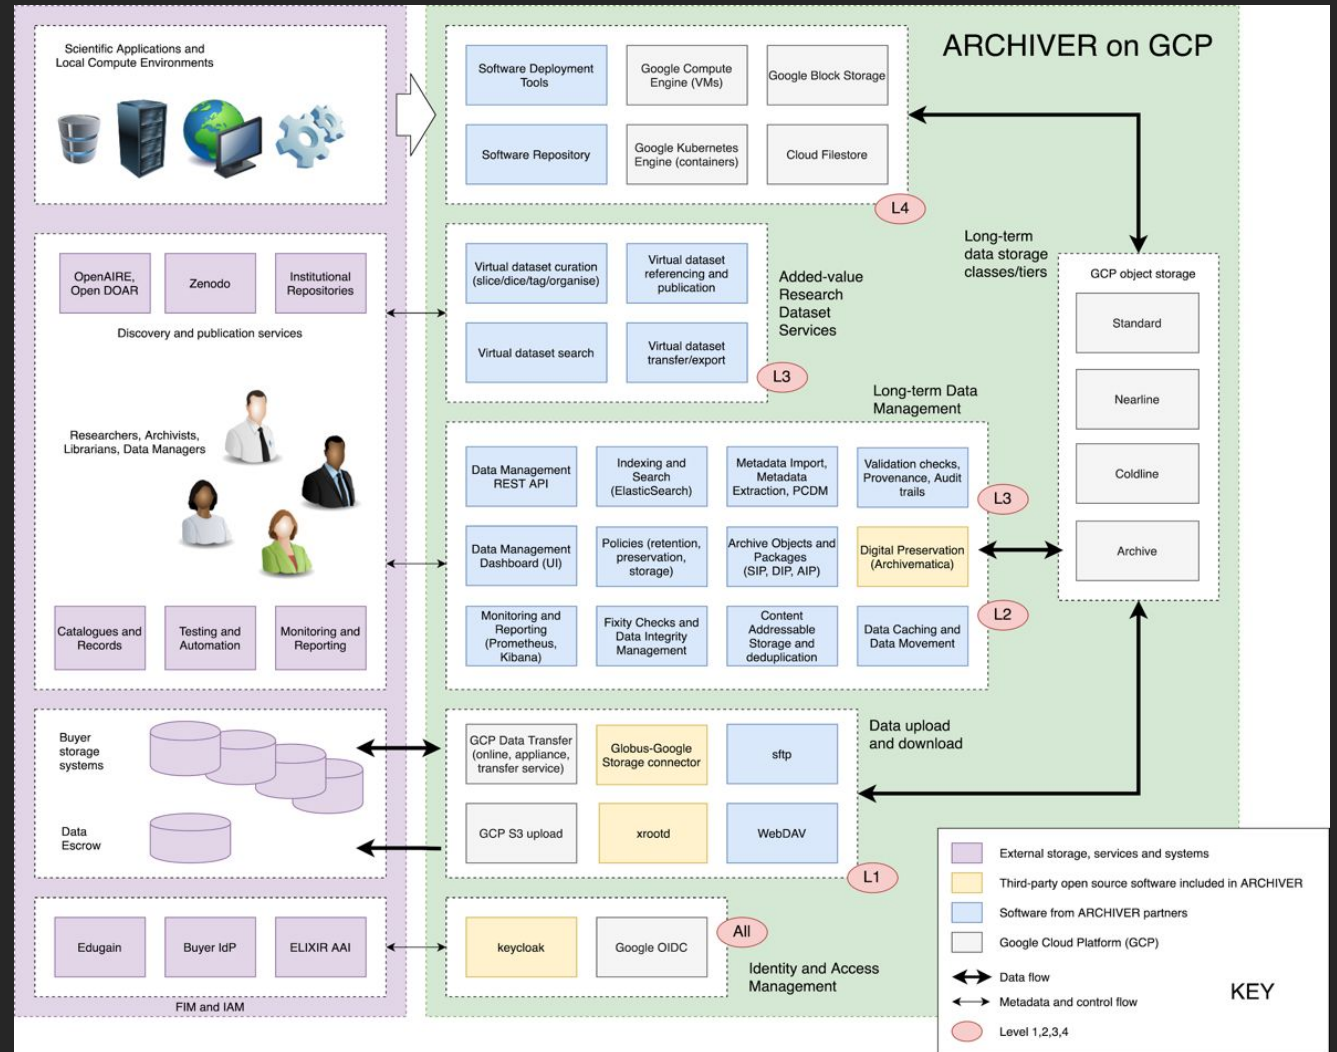 ARCHIVER on GCP
Scientific Applications and
Local Compute Environments
Software Deployment
Tools
Google Compute
Engine (VMs)
Google Block Storage
Software Repository
Google Kubernetes
Engine (containers)
Cloud Filestore
L4
OpenAIRE,
Open DOAR
Zenodo
Institutional
Repositories
Discovery and publication services
Researchers, Archivists,
Librarians, Data Managers
Catalogues and
Records
Testing and
Automation
Monitoring and
Reporting
Virtual dataset curation
(slice/dice/tag/organise)
Virtual dataset
referencing and
publication
Virtual dataset search
Virtual dataset
transfer/export
Added-value
Research
Dataset
Services
L3
Long-term
data storage
classes/tiers
GCP object storage
Standard
Nearline
Coldline
Archive
Long-term Data
Management
Data Management
REST API
Indexing and
Search
(ElasticSearch)
Metadata Import,
Metadata
Extraction, PCDM
Validation checks,
Provenance, Audit
trails
L3
Data Management
Dashboard (UI)
Policies (retention,
preservation,
storage)
Archive Objects and
Packages
(SIP, DIP, AIP)
Digital Preservation
(Archivematica)
Monitoring and
Reporting
(Prometheus,
Kibana)
Fixity Checks and
Data Integrity
Management
Content
Addressable
Storage and
deduplication
Data Caching and
Data Movement
L2
Buyer
storage
systems
Data
Escrow
GCP Data Transfer
(online, appliance,
transfer service)
Globus-Google
Storage connector
sftp
GCP S3 upload
xrootd
WebDAV
Data upload
and download
L1
Edugain
Buyer IdP
ELIXIR AAI
FIM and IAM
keycloak
Google OIDC
All
Identity and Access
Management
External storage, services and systems
Third-party open source software included in ARCHIVER
Software from ARCHIVER partners
Google Cloud Platform (GCP)
Data flow
Metadata and control flow
Level 1,2,3,4
KEY